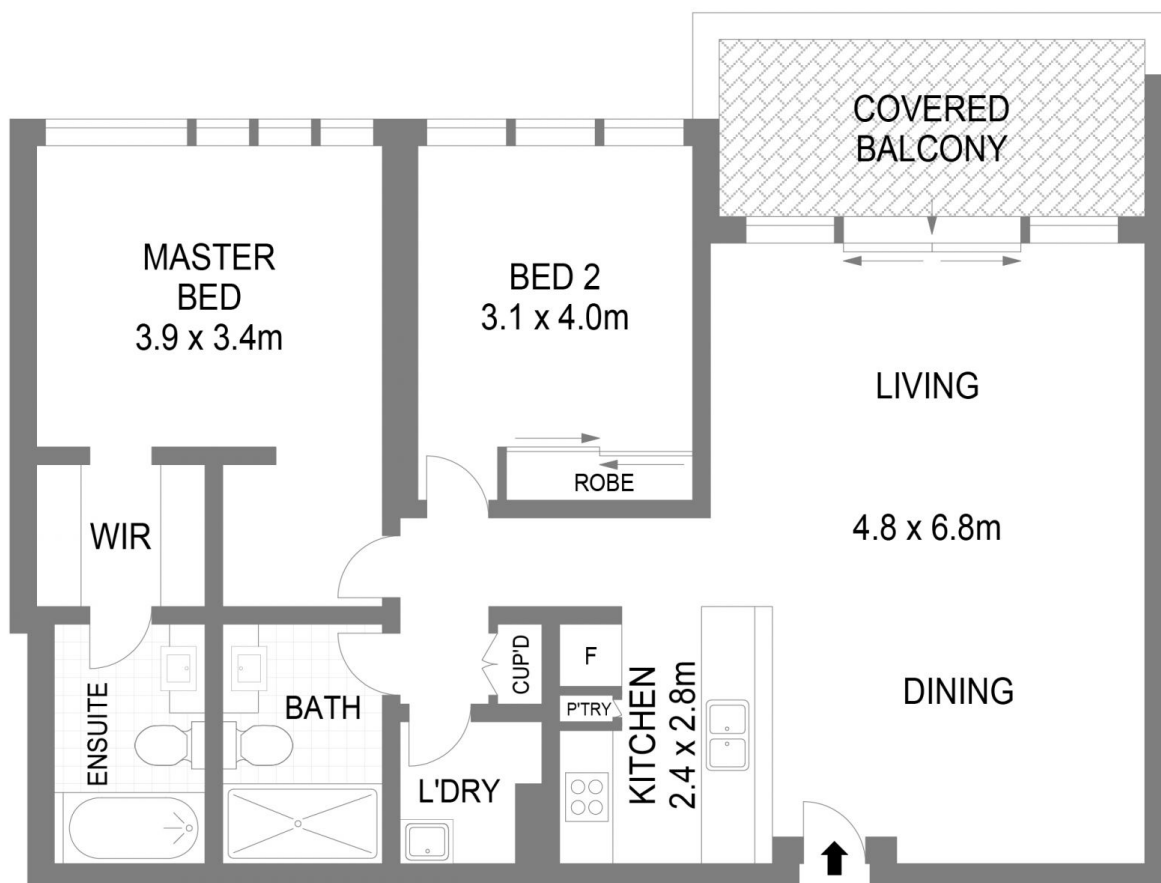 COVERED
BALCONY
MASTER
BED
3.9 x 3.4m
BED 2
3.1 x 4.0m
LIVING
ROBE
WIR
4.8 x 6.8m
ENSUITE
BATH
CUP'D
F
P'TRY
KITCHEN
2.4 x 2.8m
DINING
L'DRY